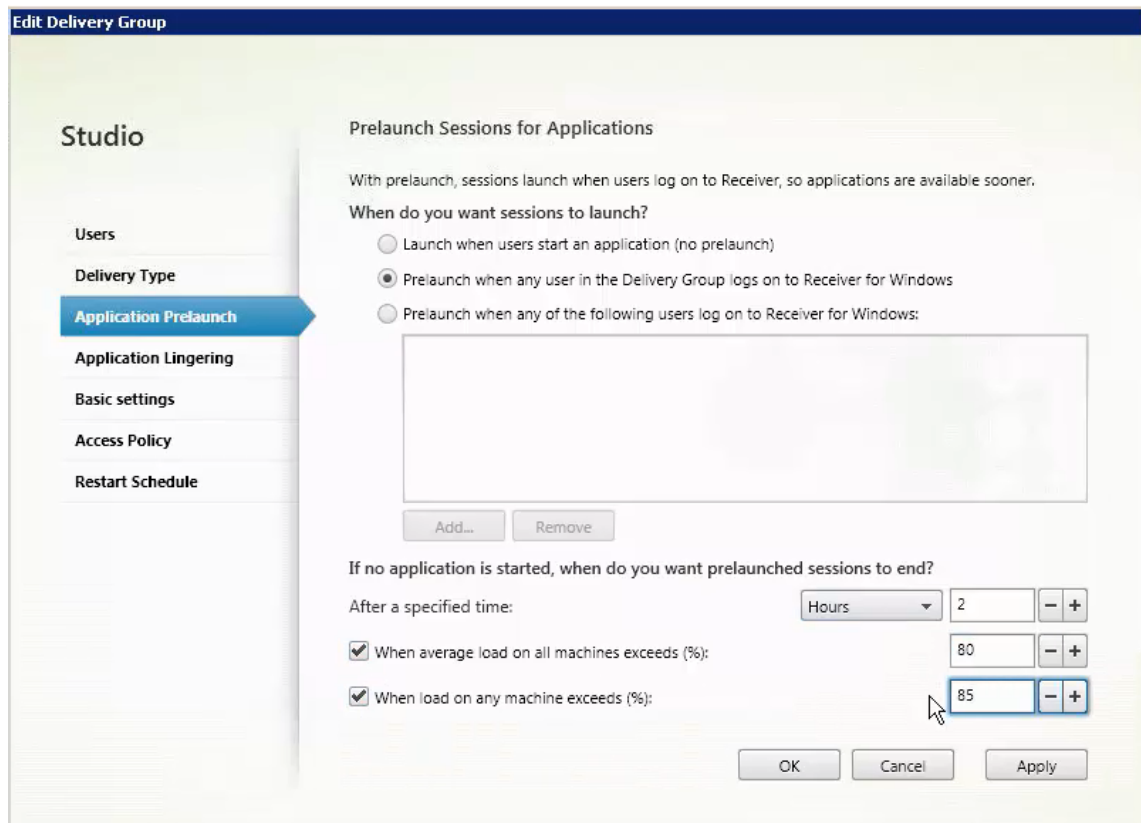 Edit Delivery Group
Studio
Users
Delivery Type
Application Prelaunch
Application Lingering
Basic settings
Access Policy
Restart Schedule
Prelaunch Sessions for Applications
With prelaunch, sessions launch when users log on to Receiver, so applications are available sooner.
When do you want sessions to launch?
Launch when users start an application (no prelaunch)
Prelaunch when any user in the Delivery Group logs on to Receiver for Windows
Prelaunch when any of the following users log on to Receiver for Windows:
Add... Remove
If no application is started, when do you want prelaunched sessions to end?
After a specified time: Hours 2 − +
When average load on all machines exceeds (%): 80 − +
When load on any machine exceeds (%): 85 − +
OK Cancel Apply